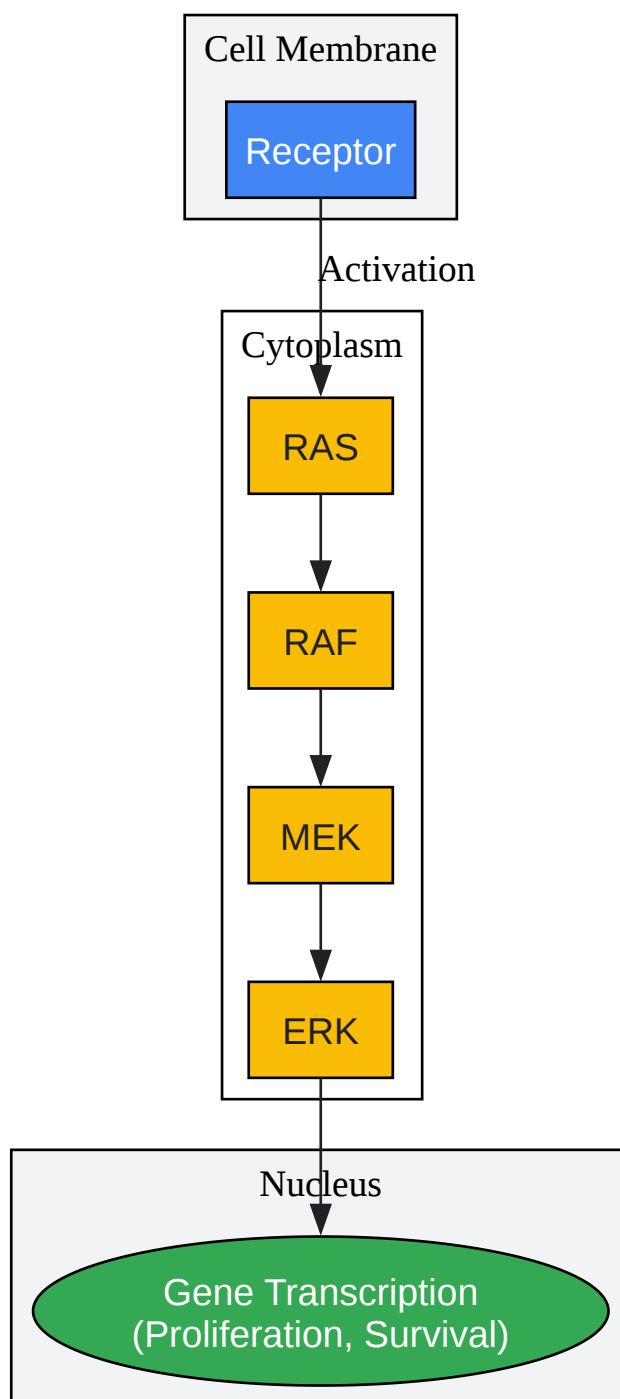 Cell Membrane
Receptor
Activation
Cytoplasm
RAS
RAF
MEK
ERK
Nucleus
Gene Transcription
(Proliferation, Survival)